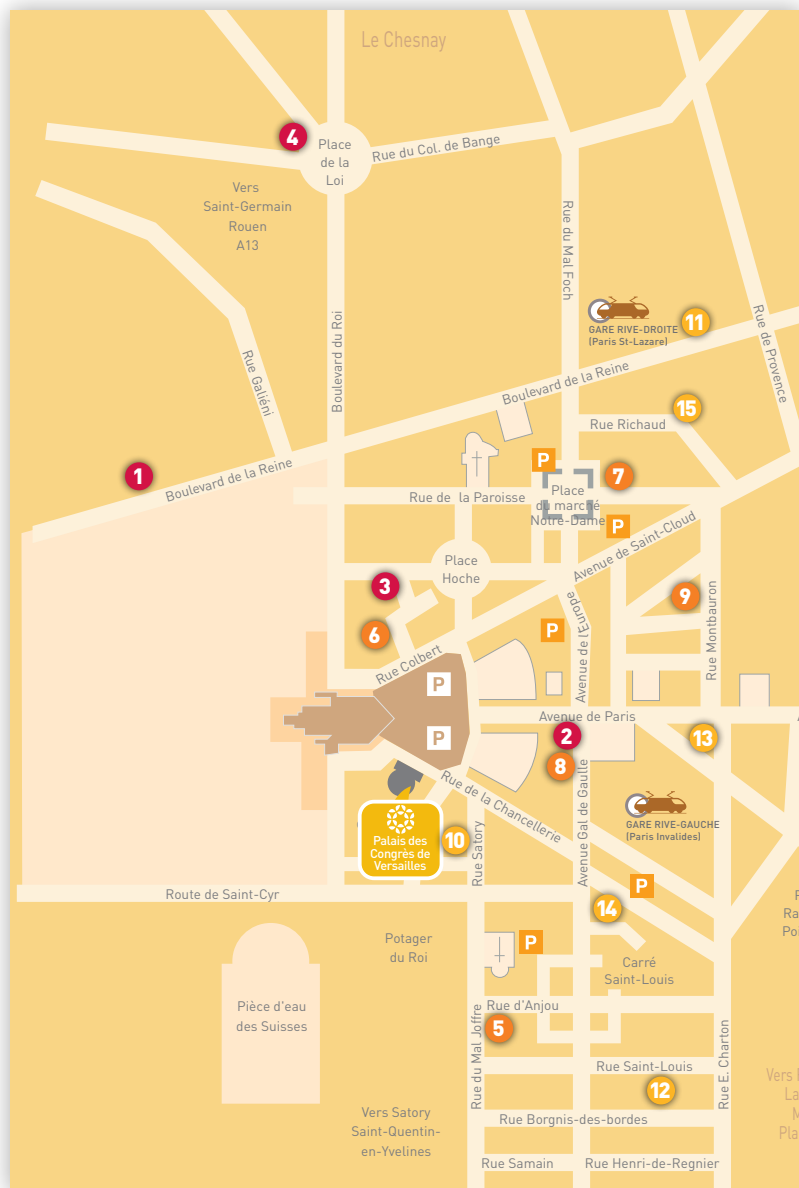 Le Chesnay
4
Place
de la
Loi
Rue du Col. de Bange
Vers
Saint-Germain
Rouen
A13
Rue du Mal Foch
GARE RIVE-DROITE
(Paris St-Lazare)
11
Rue de Provence
Boulevard du Roi
Rue Galiéni
Boulevard de la Reine
15
Rue Richaud
1
Boulevard de la Reine
P
7
Rue de la Paroisse
Place
du marché
Notre-Dame
P
Avenue de Saint-Cloud
Place
Hoche
3
9
6
P
Avenue de l'Europe
Rue Montbauron
Rue Colbert
P
Avenue de Paris
P
2
13
8
Rue de la Chancellerie
Avenue Gal de Gaulle
GARE RIVE-GAUCHE
(Paris Invalides)
Palais des
Congrès de
Versailles
10
Rue Satory
Route de Saint-Cyr
P
14
Potager
du Roi
P
Carré
Saint-Louis
Pièce d'eau
des Suisses
Rue d'Anjou
5
Rue du Mal Joffre
Rue E. Charton
Rue Saint-Louis
12
Vers Satory
Saint-Quentin-
en-Yvelines
Rue Borgnis-des-bordes
Rue Samain
Rue Henri-de-Regnier
Vers